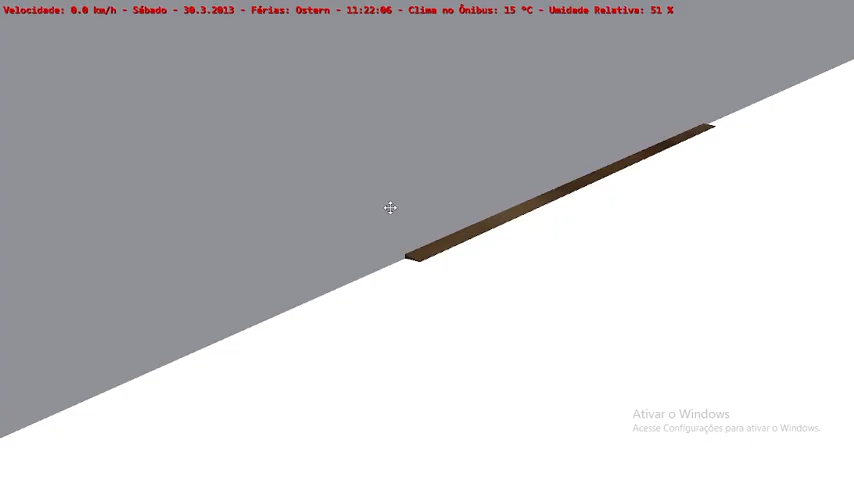 Velocidade: 0.0 km/h - Sábado - 30.3.2013 - Férias: Ostern - 11:22:06 - Clima no Ônibus: 15 ºC - Umidade Relativa: 51 %
Ativar o Windows
Acesse Configurações para ativar o Windows.